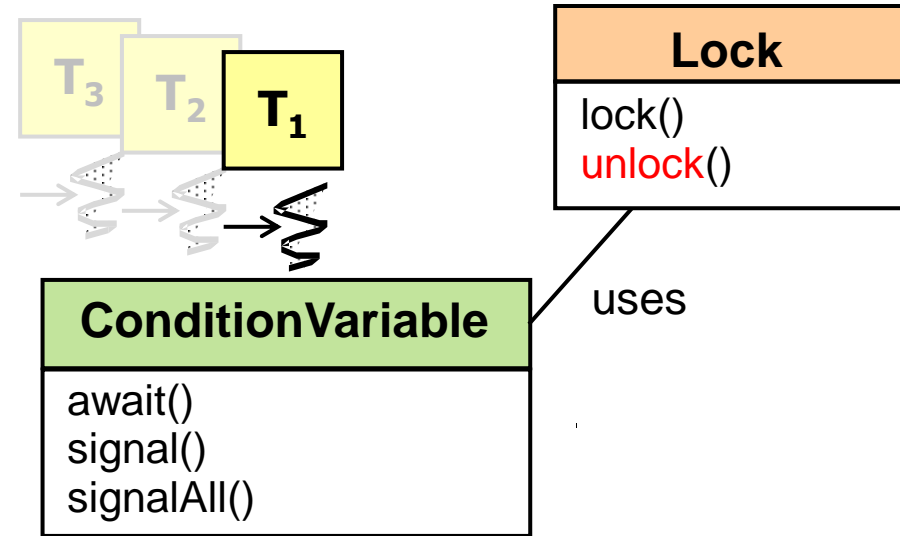 T3
T2
T1
Lock
lock()
unlock()
uses
ConditionVariable
await()
signal()
signalAll()